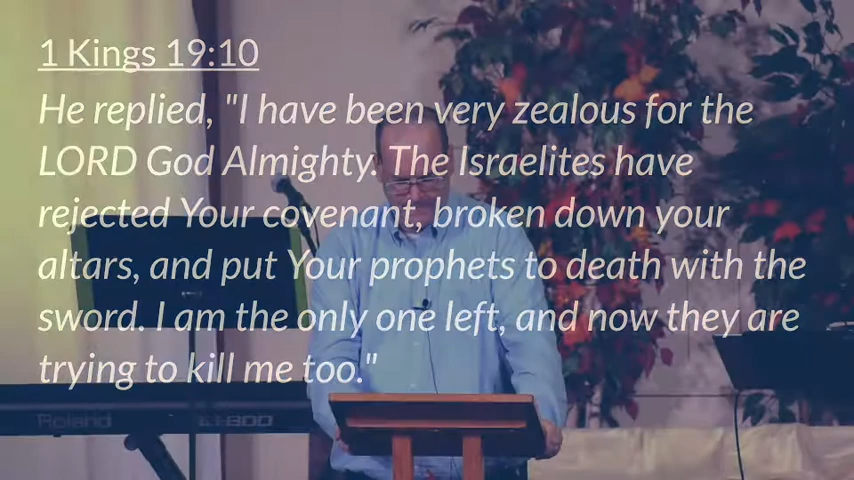 1 Kings 19:10
He replied, "I have been very zealous for the
LORD God Almighty. The Israelites have
rejected Your covenant, broken down your
altars, and put Your prophets to death with the
sword. I am the only one left, and now they are
trying to kill me too."
Roland